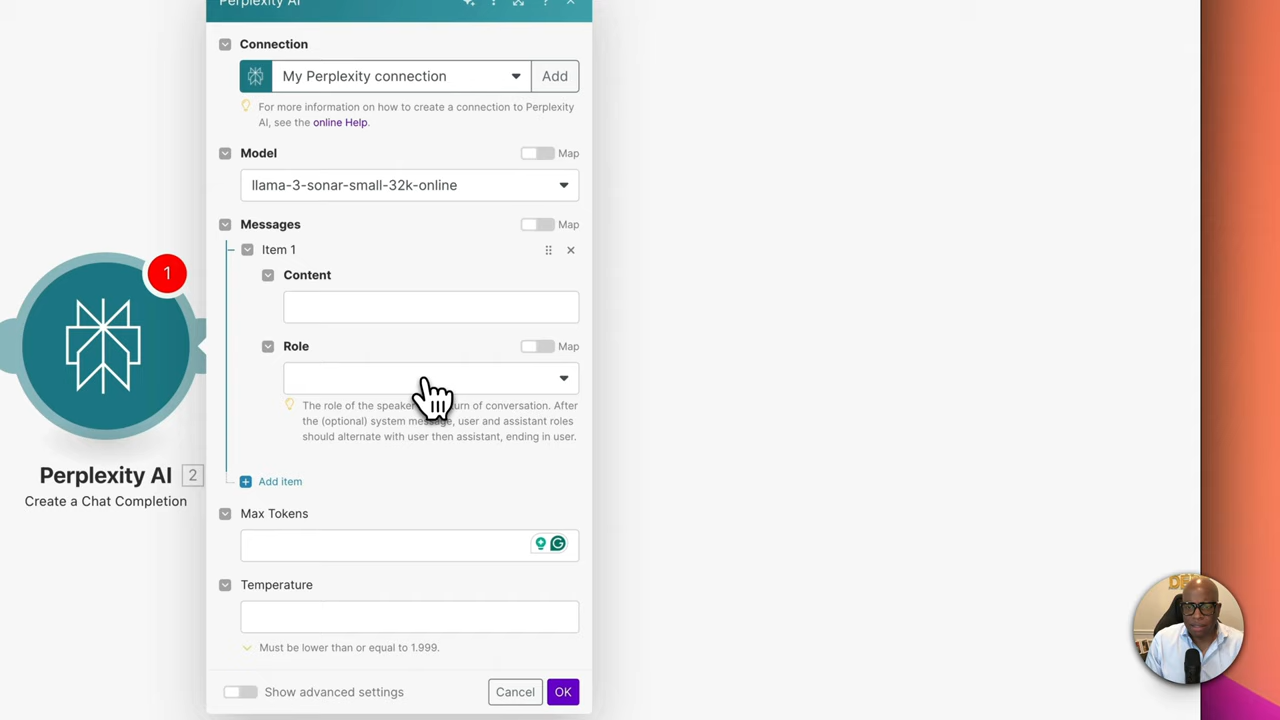 Perplexity AI
Connection
My Perplexity connection
Add
For more information on how to create a connection to Perplexity
AI, see the online Help.
Model
Map
llama-3-sonar-small-32k-online
Messages
Map
Item 1
Content
Role
Map
The role of the speaker turn of conversation. After
the (optional) system message, user and assistant roles
should alternate with user then assistant, ending in user.
Add item
Max Tokens
Temperature
Must be lower than or equal to 1.999.
Show advanced settings
Cancel
OK
1
Perplexity AI 2
Create a Chat Completion